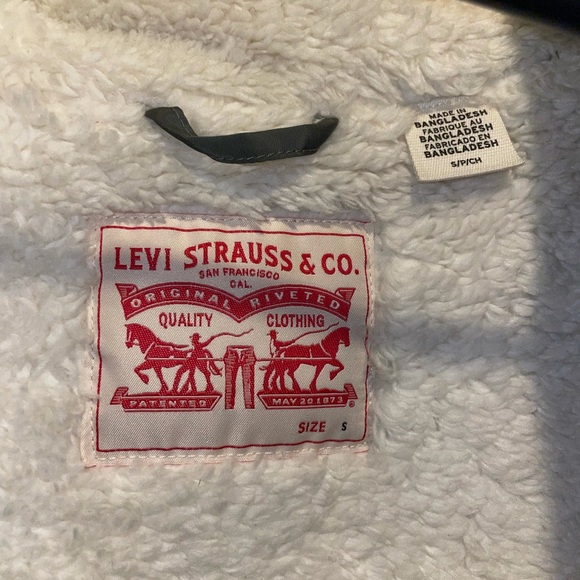 MADE IN
BANGLADESH
FABRIQUE AU
BANGLADESH
FABRICADO EN
BANGLADESH
S/P/CH
LEVI STRAUSS & CO.
SAN FRANCISCO
CAL.
ORIGINAL RIVETED
QUALITY CLOTHING
PATENTED MAY 20 1873 ®
SIZE S